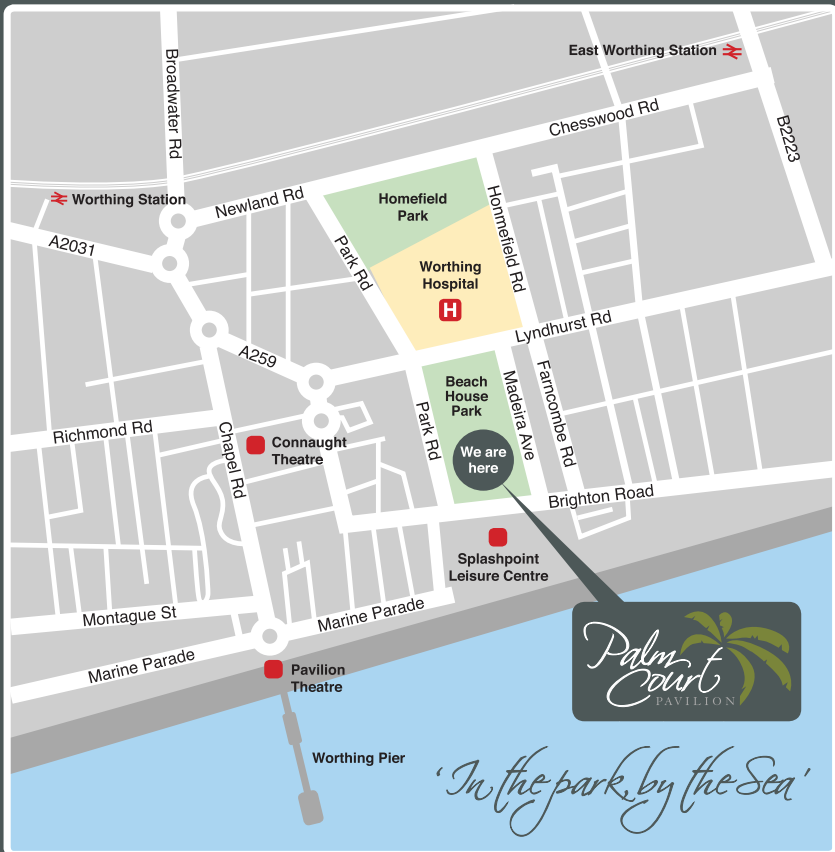 East Worthing Station
Broadwater Rd
Chesswood Rd
B2223
Worthing Station
Newland Rd
Homefield
Park
Honmefield Rd
A2031
Park Rd
Worthing
Hospital
H
Lyndhurst Rd
A259
Beach
House
Park
Madeira Ave
Farncombe Rd
Park Rd
Richmond Rd
Chapel Rd
Connaught
Theatre
We are
here
Brighton Road
Splashpoint
Leisure Centre
Montague St
Marine Parade
Marine Parade
Pavilion
Theatre
Palm
Court
PAVILION
Worthing Pier
‘In the park, by the Sea’